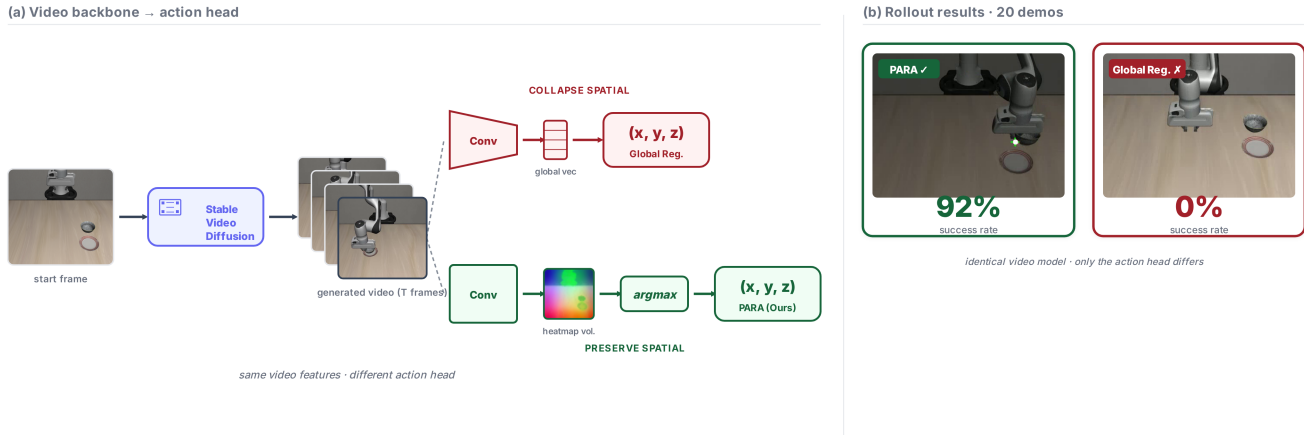 (a) Video backbone → action head
COLLAPSE SPATIAL
Conv
global vec
(x, y, z)
Global Reg.
start frame
Stable
Video
Diffusion
generated video (T frames)
Conv
heatmap vol.
argmax
(x, y, z)
PARA (Ours)
PRESERVE SPATIAL
same video features · different action head
(b) Rollout results · 20 demos
PARA ✓
92%
success rate
Global Reg. ✗
0%
success rate
identical video model · only the action head differs